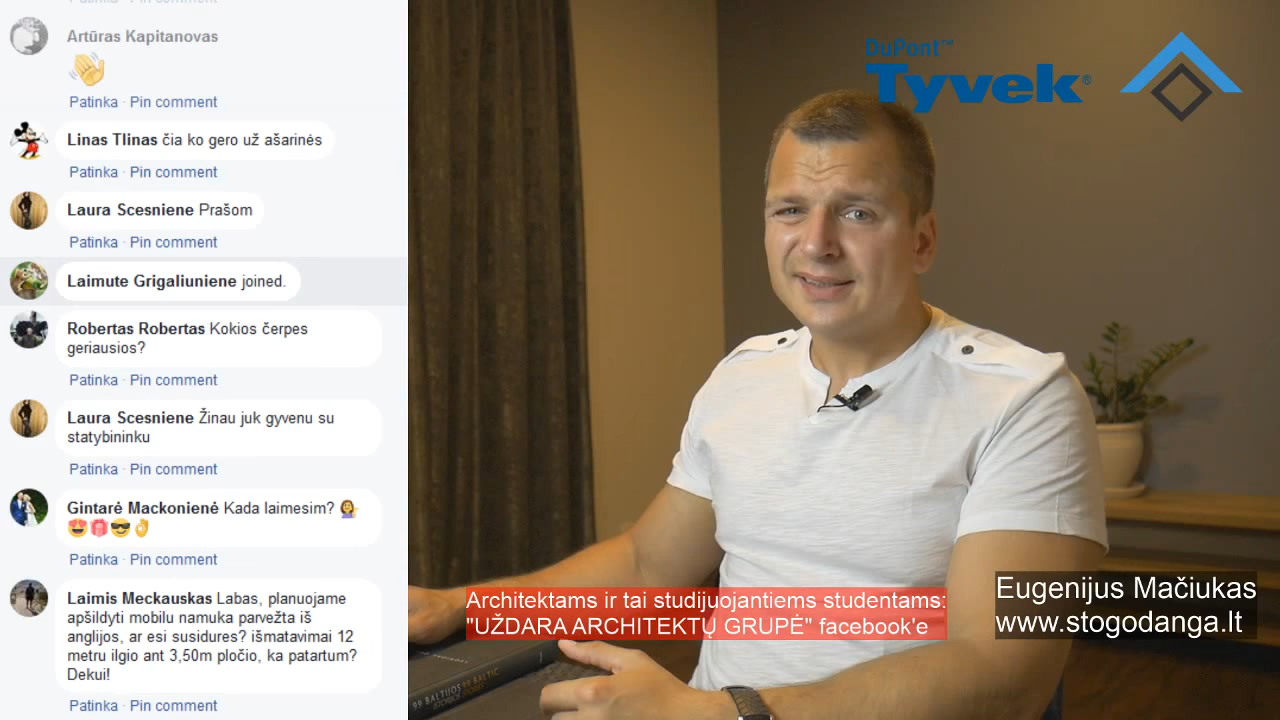 Patinka · Pin comment
Artūras Kapitanovas
Patinka · Pin comment
Linas Tlinas čia ko gero už ašarinės
Patinka · Pin comment
Laura Scesniene Prašom
Patinka · Pin comment
Laimute Grigaliuniene joined.
Robertas Robertas Kokios čerpes
geriausios?
Patinka · Pin comment
Laura Scesniene Žinau juk gyvenu su
statybininku
Patinka · Pin comment
Gintarė Mackonienė Kada laimesim?
Patinka · Pin comment
Laimis Meckauskas Labas, planuojame
apšildyti mobilu namuka parvežta iš
anglijos, ar esi susidures? išmatavimai 12
metru ilgio ant 3,50m pločio, ka patartum?
Dekui!
Patinka · Pin comment
DuPont™
Tyvek®
Architektams ir tai studijuojantiems studentams:
"UŽDARA ARCHITEKTŲ GRUPĖ" facebook'e
Eugenijus Mačiukas
www.stogodanga.lt
99 BALTIJOS 99 BALTIC